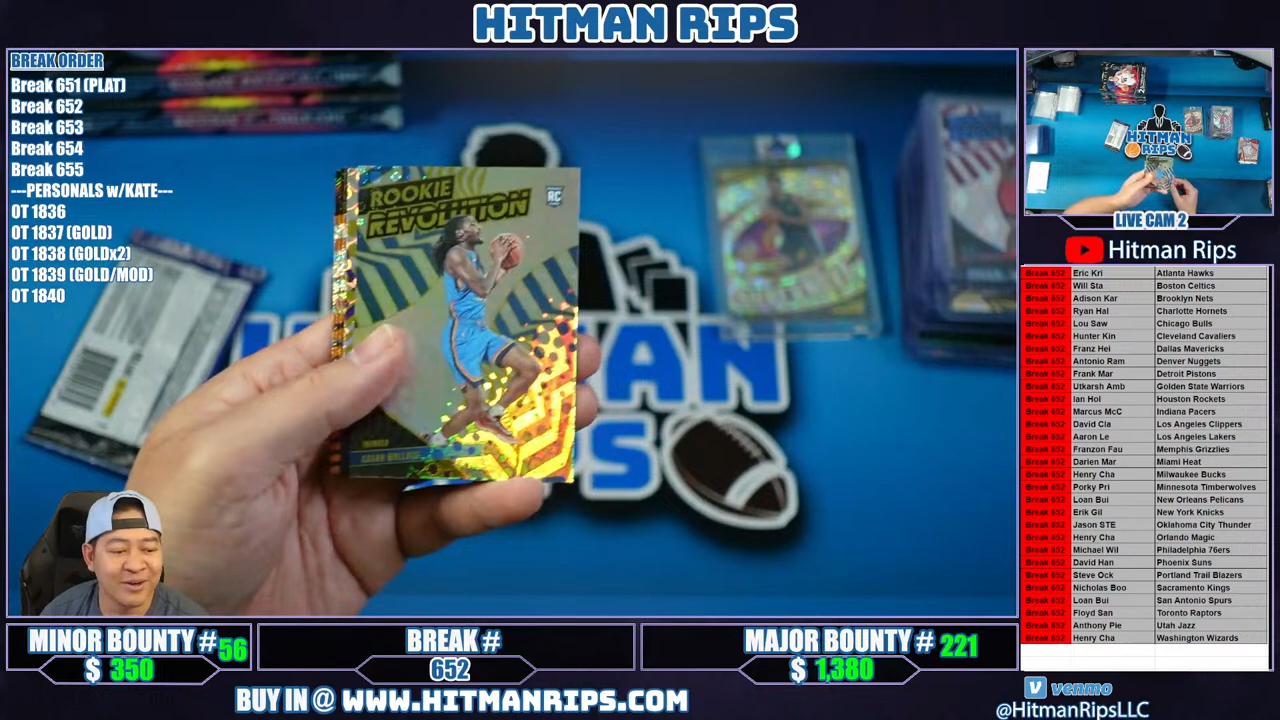 HITMAN RIPS
BREAK ORDER
Break 651 (PLAT)
Break 652
Break 653
Break 654
Break 655
---PERSONALS w/KATE---
OT 1836
OT 1837 (GOLD)
OT 1838 (GOLDx2)
OT 1839 (GOLD/MOD)
OT 1840
ROOKIE
REVOLUTION
RC
THUNDER
CASON WALLACE
HITMAN
RIPS
LIVE CAM 2
Hitman Rips
Break 652 Eric Kri Atlanta Hawks
Break 652 Will Sta Boston Celtics
Break 652 Adison Kar Brooklyn Nets
Break 652 Ryan Hal Charlotte Hornets
Break 652 Lou Saw Chicago Bulls
Break 652 Hunter Kin Cleveland Cavaliers
Break 652 Franz Hei Dallas Mavericks
Break 652 Antonio Ram Denver Nuggets
Break 652 Frank Mar Detroit Pistons
Break 652 Utkarsh Amb Golden State Warriors
Break 652 Ian Hol Houston Rockets
Break 652 Marcus McC Indiana Pacers
Break 652 David Cla Los Angeles Clippers
Break 652 Aaron Le Los Angeles Lakers
Break 652 Franzon Fau Memphis Grizzlies
Break 652 Darien Mar Miami Heat
Break 652 Henry Cha Milwaukee Bucks
Break 652 Porky Pri Minnesota Timberwolves
Break 652 Loan Bui New Orleans Pelicans
Break 652 Erik Gil New York Knicks
Break 652 Jason STE Oklahoma City Thunder
Break 652 Henry Cha Orlando Magic
Break 652 Michael Wil Philadelphia 76ers
Break 652 David Han Phoenix Suns
Break 652 Steve Ock Portland Trail Blazers
Break 652 Nicholas Boo Sacramento Kings
Break 652 Loan Bui San Antonio Spurs
Break 652 Floyd San Toronto Raptors
Break 652 Anthony Pie Utah Jazz
Break 652 Henry Cha Washington Wizards
MINOR BOUNTY # 56
$ 350
BREAK #
652
MAJOR BOUNTY # 221
$ 1,380
BUY IN @ WWW.HITMANRIPS.COM
venmo
@HitmanRipsLLC